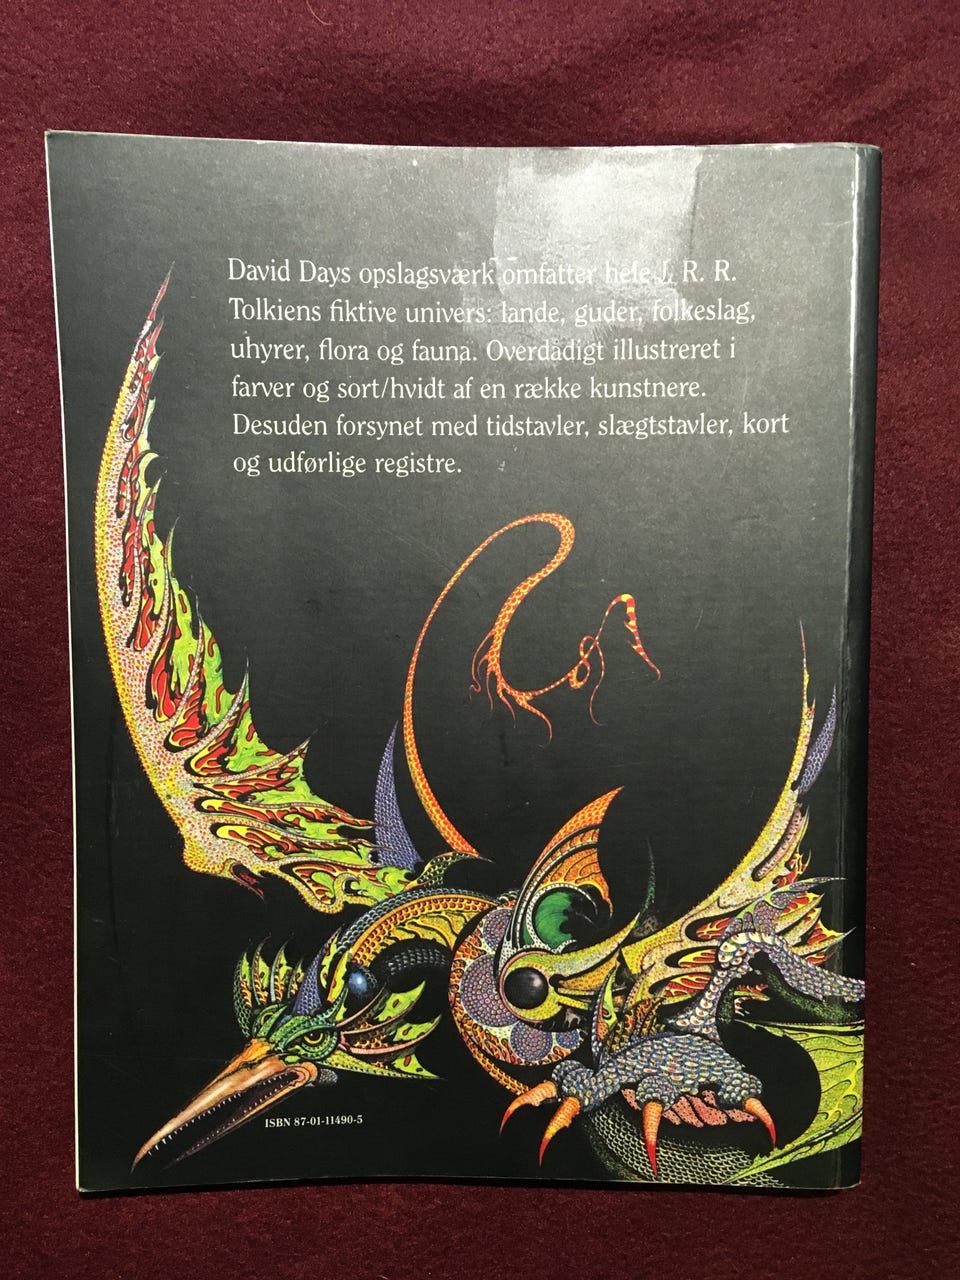 David Days opslagsværk omfatter hele J. R. R.
Tolkiens fiktive univers: lande, guder, folkeslag,
uhyrer, flora og fauna. Overdådigt illustreret i
farver og sort/hvidt af en række kunstnere.
Desuden forsynet med tidstavler, slægtstavler, kort
og udførlige registre.
ISBN 87-01-11490-5